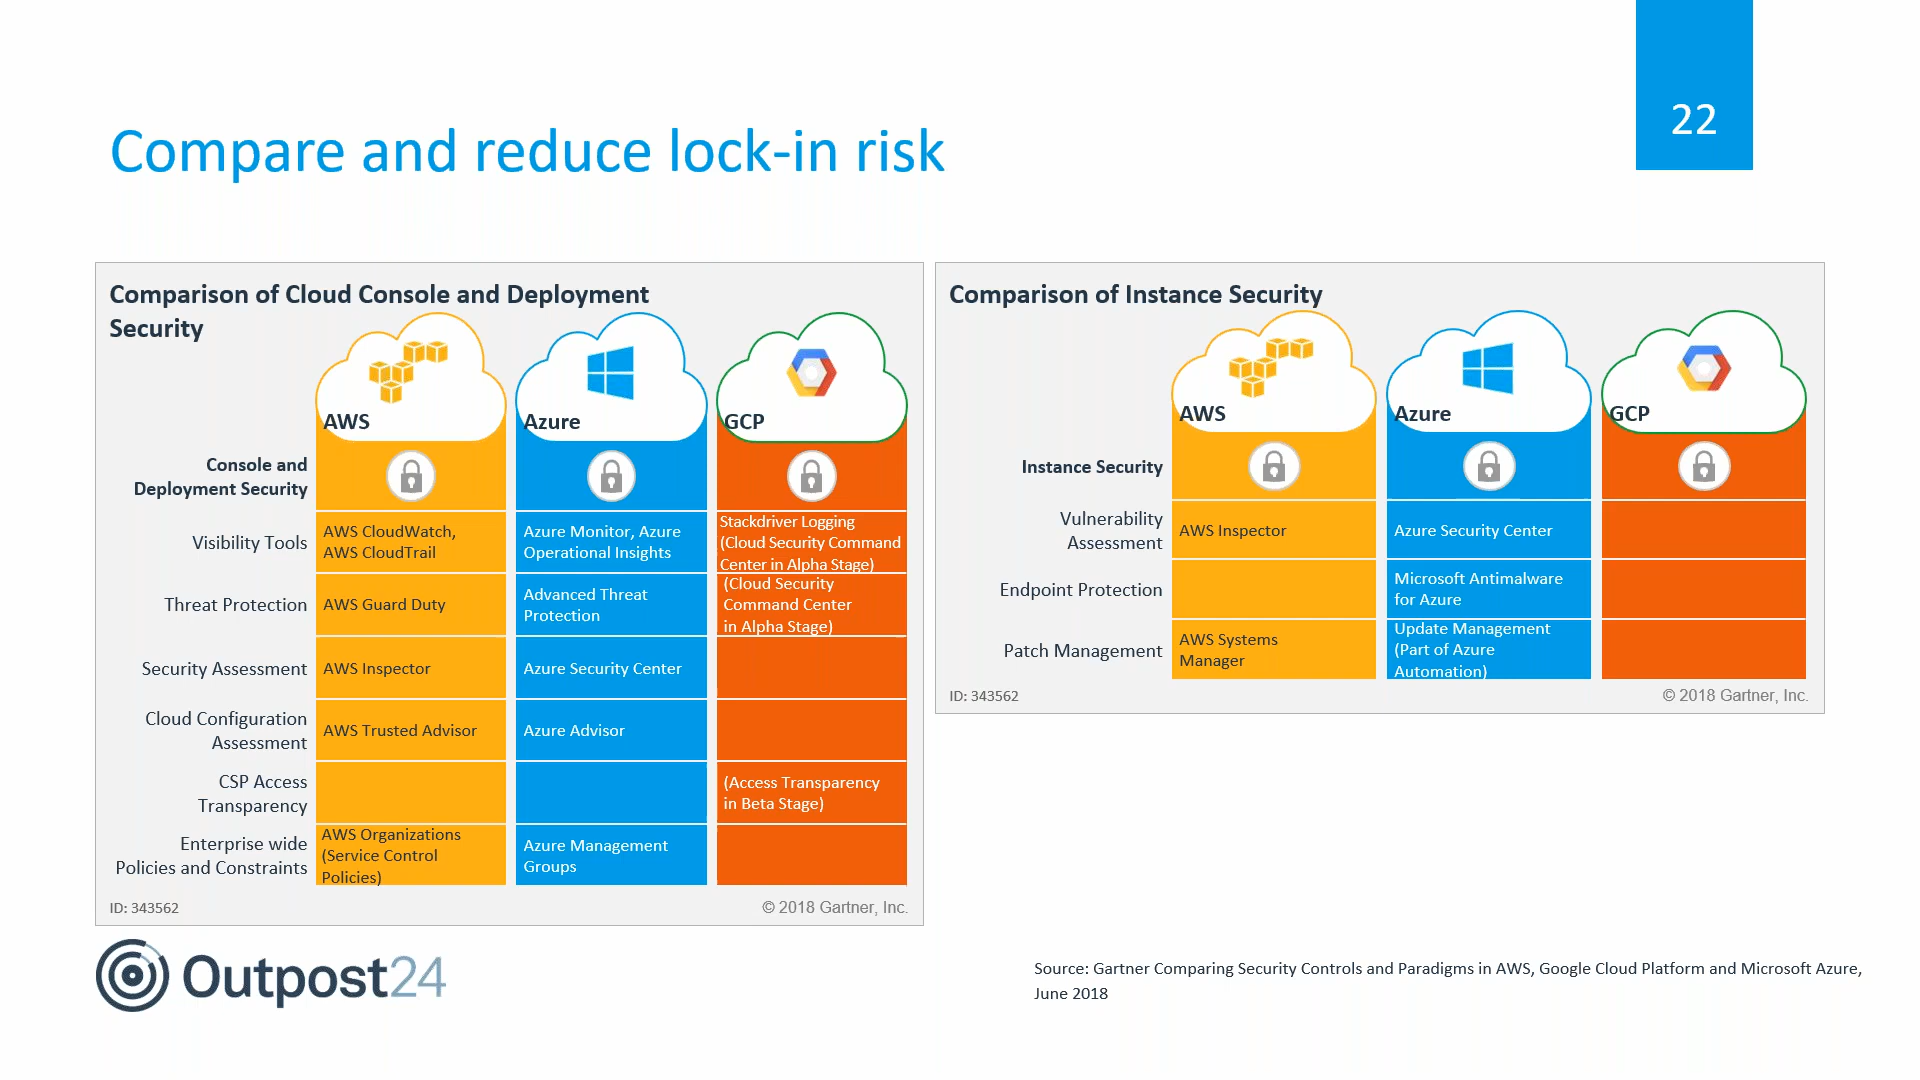 22
Compare and reduce lock-in risk
Comparison of Cloud Console and Deployment
Security
AWS
Azure
GCP
Console and
Deployment Security
Visibility Tools
AWS CloudWatch,
AWS CloudTrail
Azure Monitor, Azure
Operational Insights
Stackdriver Logging
(Cloud Security Command
Center in Alpha Stage)
Threat Protection
AWS Guard Duty
Advanced Threat
Protection
(Cloud Security
Command Center
in Alpha Stage)
Security Assessment
AWS Inspector
Azure Security Center
Cloud Configuration
Assessment
AWS Trusted Advisor
Azure Advisor
CSP Access
Transparency
(Access Transparency
in Beta Stage)
Enterprise wide
Policies and Constraints
AWS Organizations
(Service Control
Policies)
Azure Management
Groups
ID: 343562
© 2018 Gartner, Inc.
Comparison of Instance Security
AWS
Azure
GCP
Instance Security
Vulnerability
Assessment
AWS Inspector
Azure Security Center
Endpoint Protection
Microsoft Antimalware
for Azure
Patch Management
AWS Systems
Manager
Update Management
(Part of Azure
Automation)
ID: 343562
© 2018 Gartner, Inc.
Outpost24
Source: Gartner Comparing Security Controls and Paradigms in AWS, Google Cloud Platform and Microsoft Azure,
June 2018